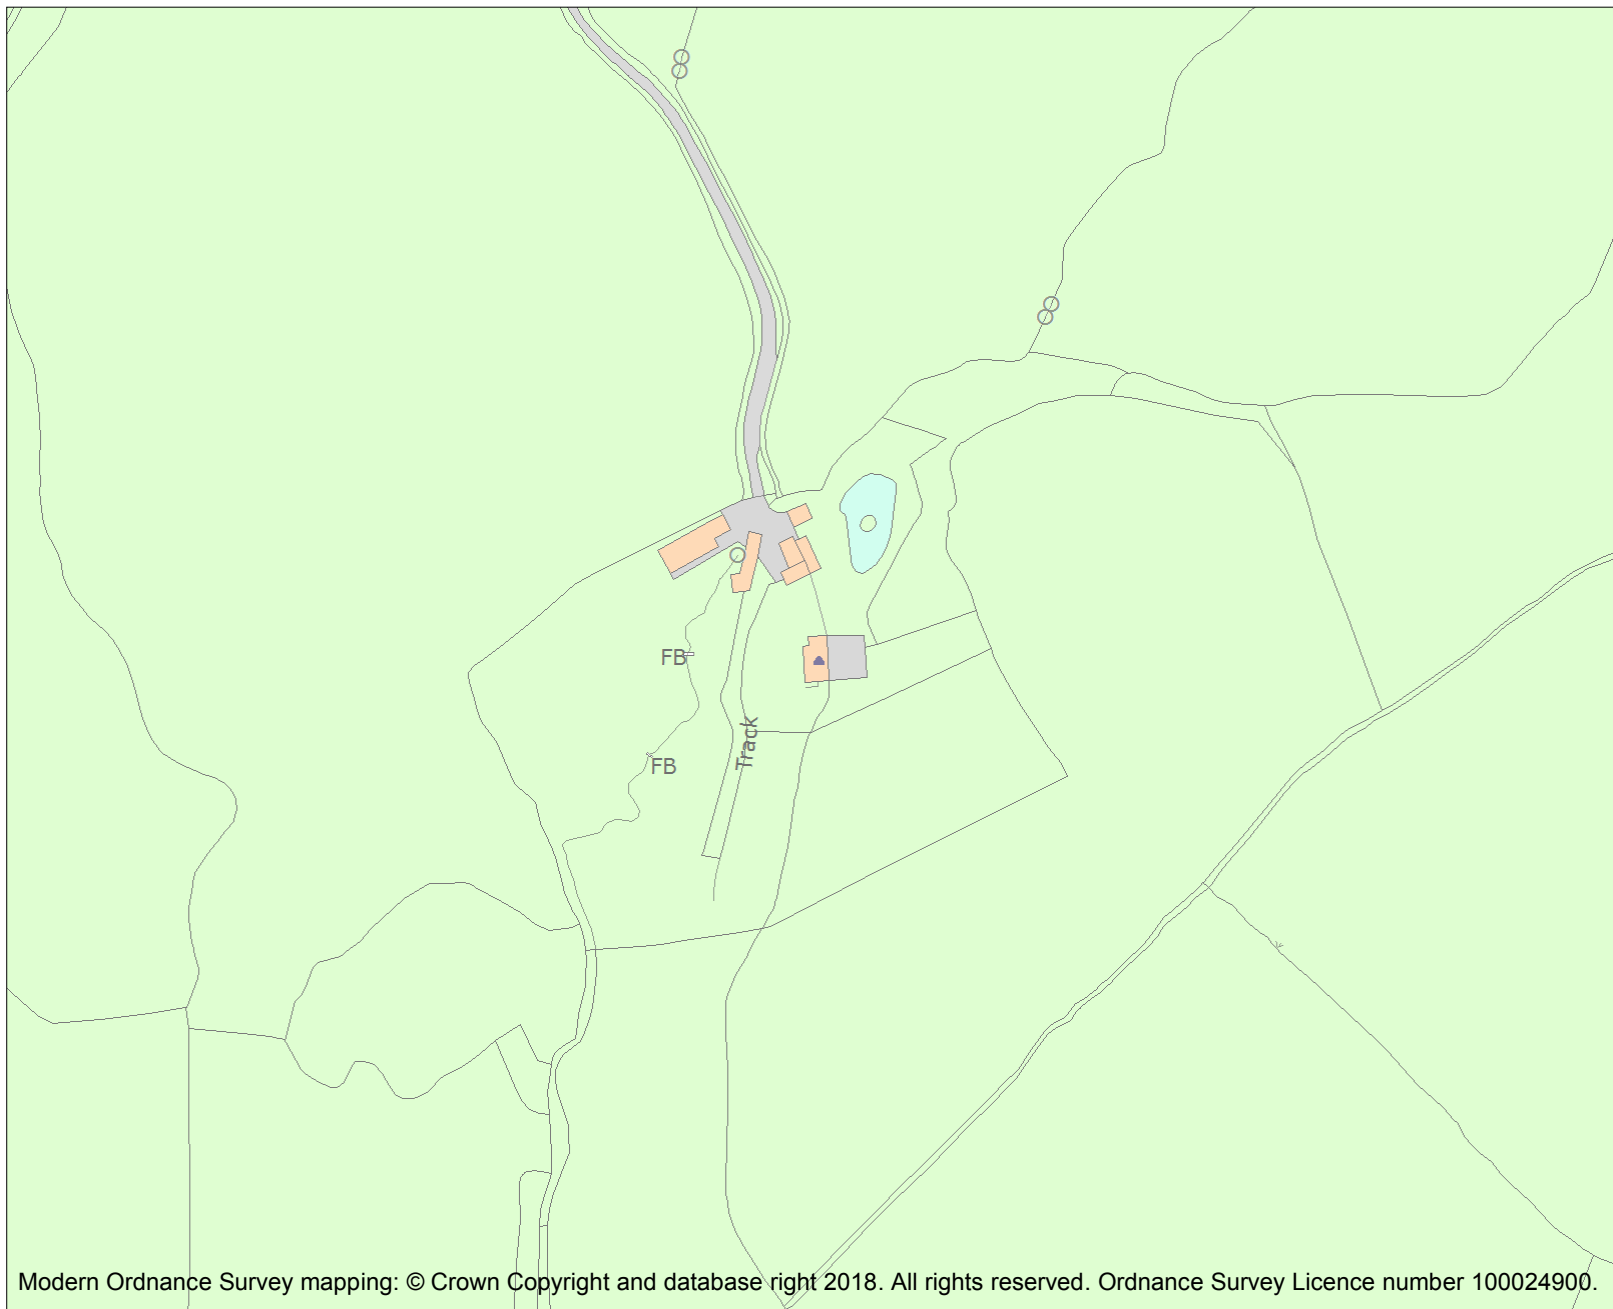 FB
Track
FB
Modern Ordnance Survey mapping: © Crown Copyright and database right 2018. All rights reserved. Ordnance Survey Licence number 100024900.